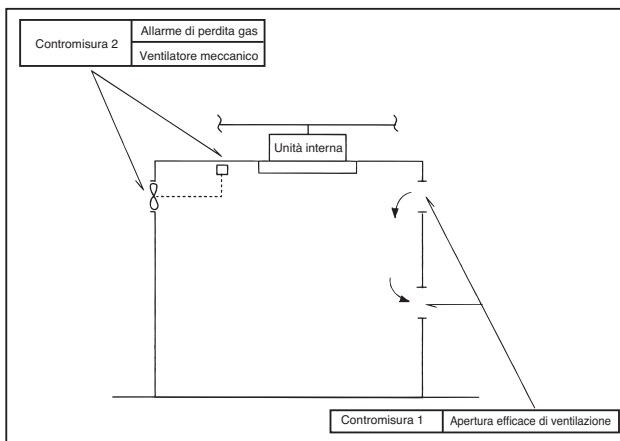 Contromisura 2
Allarme di perdita gas
Ventilatore meccanico
Unità interna
Contromisura 1
Apertura efficace di ventilazione